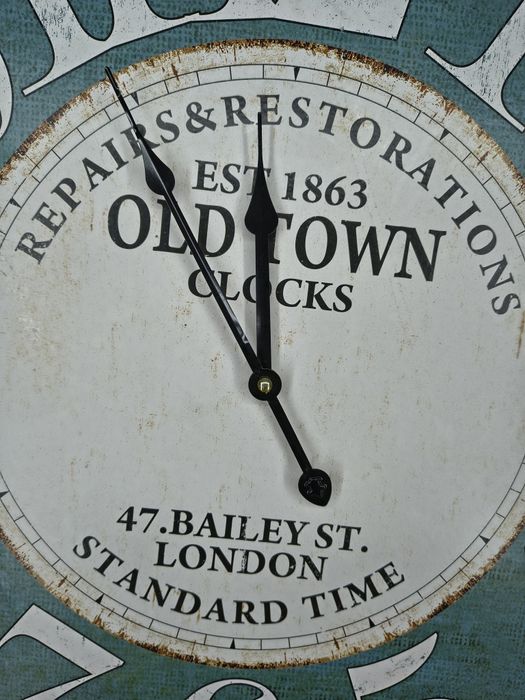 REPAIRS&RESTORATIONS
EST 1863
OLD TOWN
CLOCKS
47.BAILEY ST.
LONDON
STANDARD TIME